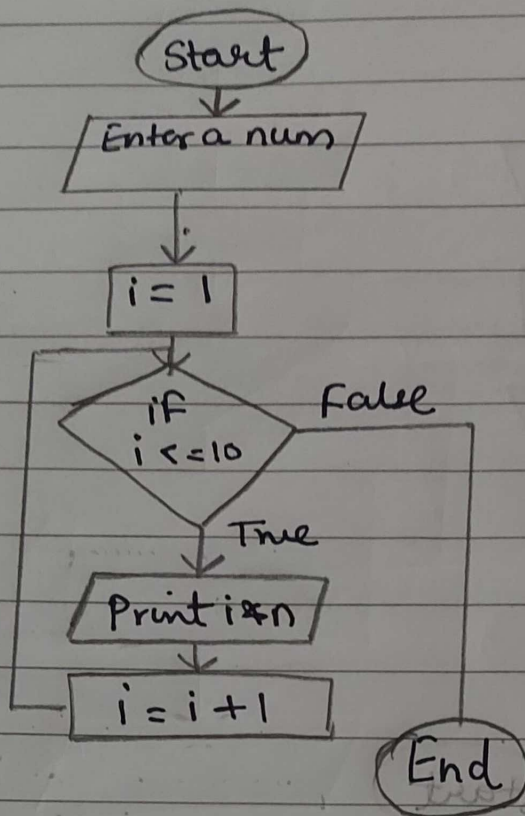 Start
Enter a num
i = 1
if
i <= 10
False
True
Print i*n
i = i + 1
End